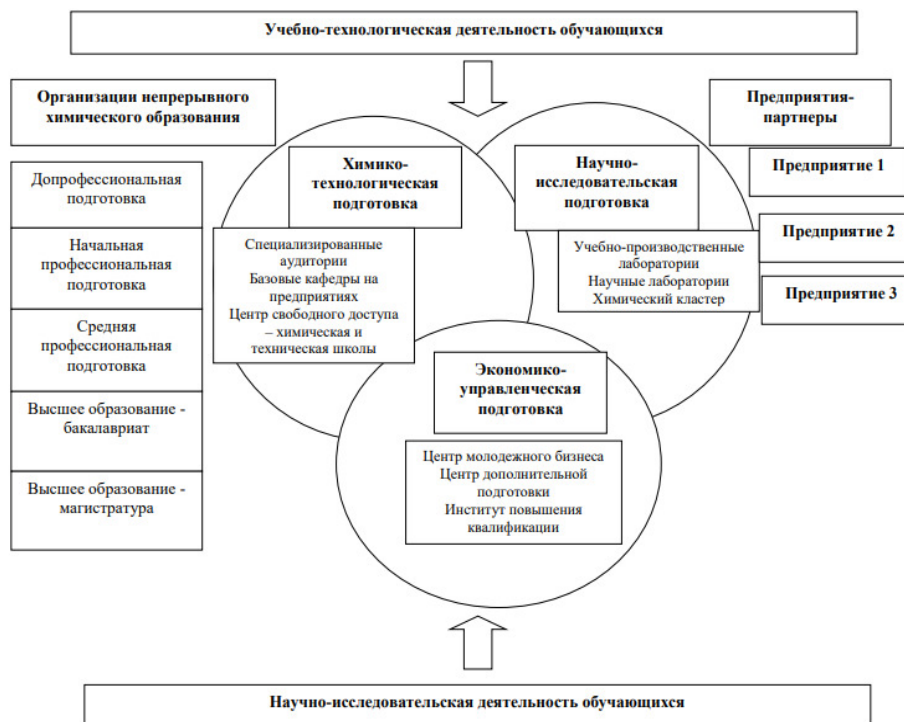 Учебно-технологическая деятельность обучающихся
Организации непрерывного
химического образования
Предприятия-
партнеры
Химико-
технологическая
подготовка
Научно-
исследовательская
подготовка
Предприятие 1
Предприятие 2
Предприятие 3
Допрофессиональная
подготовка
Начальная
профессиональная
подготовка
Средняя
профессиональная
подготовка
Высшее образование -
бакалавриат
Высшее образование -
магистратура
Специализированные
аудитории
Базовые кафедры на
предприятиях
Центр свободного доступа
– химическая и
техническая школы
Учебно-производственные
лаборатории
Научные лаборатории
Химический кластер
Экономико-
управленческая
подготовка
Центр молодежного бизнеса
Центр дополнительной
подготовки
Институт повышения
квалификации
Научно-исследовательская деятельность обучающихся